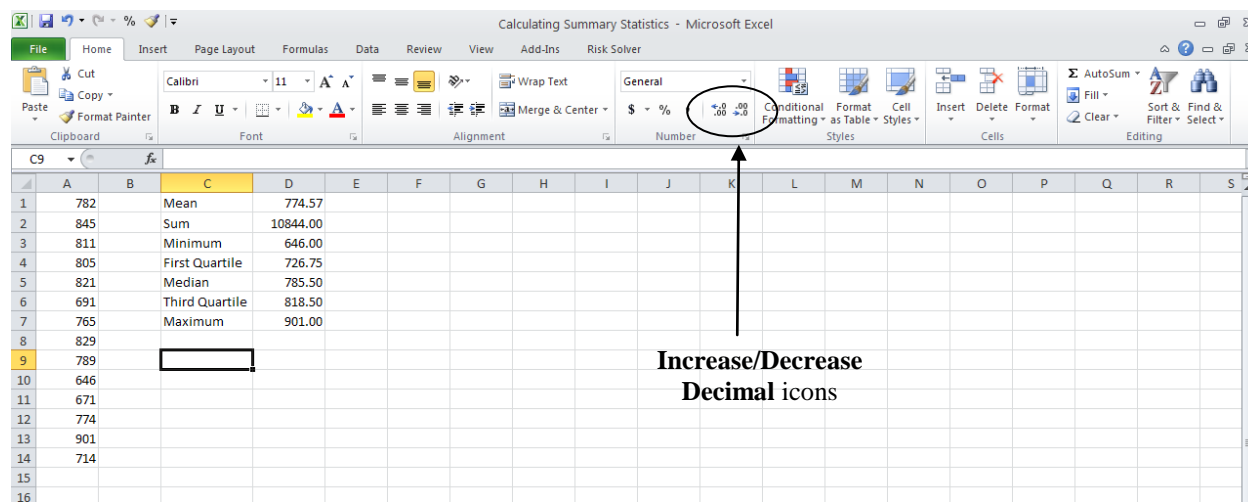 Calculating Summary Statistics - Microsoft Excel
File Home Insert Page Layout Formulas Data Review View Add-Ins Risk Solver
Paste Cut Copy Format Painter
Calibri 11 A A
B I U A
Wrap Text
Merge & Center
General
$ % .0 .00 .00 .0
Conditional Formatting Format as Table Cell Styles
Insert Delete Format
Σ AutoSum Fill Clear
Sort & Filter Find & Select
Clipboard Font Alignment Number Styles Cells Editing
C9 fx
A B C D E F G H I J K L M N O P Q R S
1 782 Mean 774.57
2 845 Sum 10844.00
3 811 Minimum 646.00
4 805 First Quartile 726.75
5 821 Median 785.50
6 691 Third Quartile 818.50
7 765 Maximum 901.00
8 829
9 789
10 646
11 671
12 774
13 901
14 714
15
16
Increase/Decrease
Decimal icons